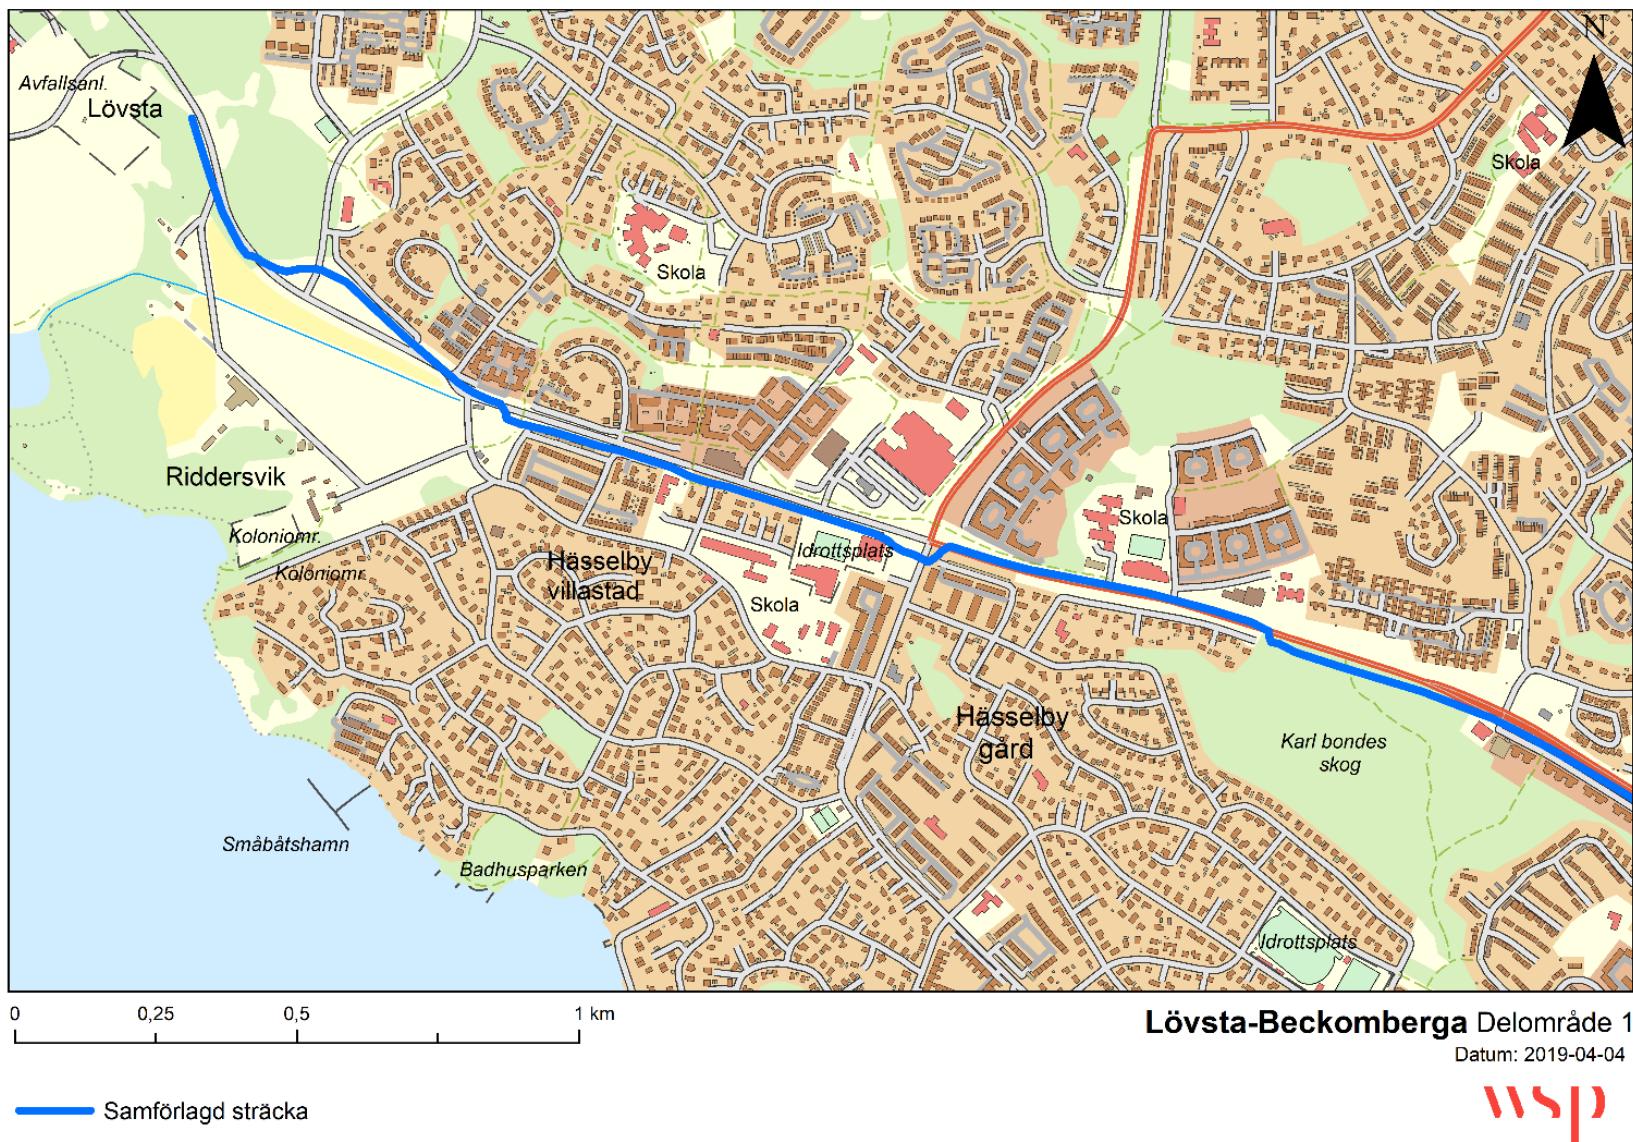 N
Avfallsanl.
Lövsta
Skola
Skola
Riddersvik
Skola
Koloniomr.
Idrottsplats
Koloniomr.
Hässelby
villastad
Skola
Hässelby
gård
Karl bondes
skog
Småbåtshamn
Badhusparken
Idrottsplats
0 0,25 0,5 1 km
Lövsta-Beckomberga Delområde 1
Datum: 2019-04-04
Samförlagd sträcka
wsp